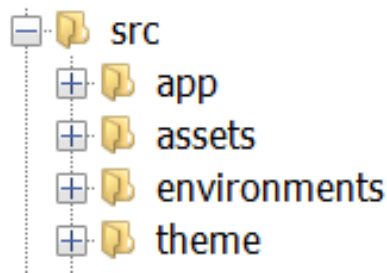 src
app
assets
environments
theme